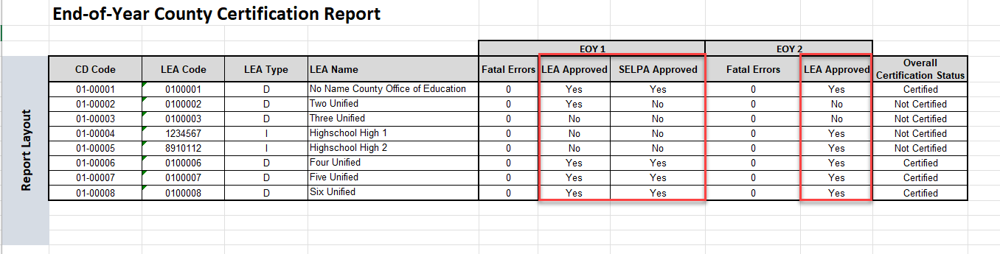 End-of-Year County Certification Report
EOY 1 EOY 2
CD Code LEA Code LEA Type LEA Name Fatal Errors LEA Approved SELPA Approved Fatal Errors LEA Approved Overall Certification Status
01-00001 0100001 D No Name County Office of Education 0 Yes Yes 0 Yes Certified
01-00002 0100002 D Two Unified 0 Yes No 0 No Not Certified
01-00003 0100003 D Three Unified 0 No No 0 No Not Certified
01-00004 1234567 I Highschool High 1 0 No No 0 Yes Not Certified
01-00005 8910112 I Highschool High 2 0 No Yes 0 Yes Not Certified
01-00006 0100006 D Four Unified 0 Yes Yes 0 Yes Certified
01-00007 0100007 D Five Unified 0 Yes Yes 0 Yes Certified
01-00008 0100008 D Six Unified 0 Yes Yes 0 Yes Certified
Report Layout